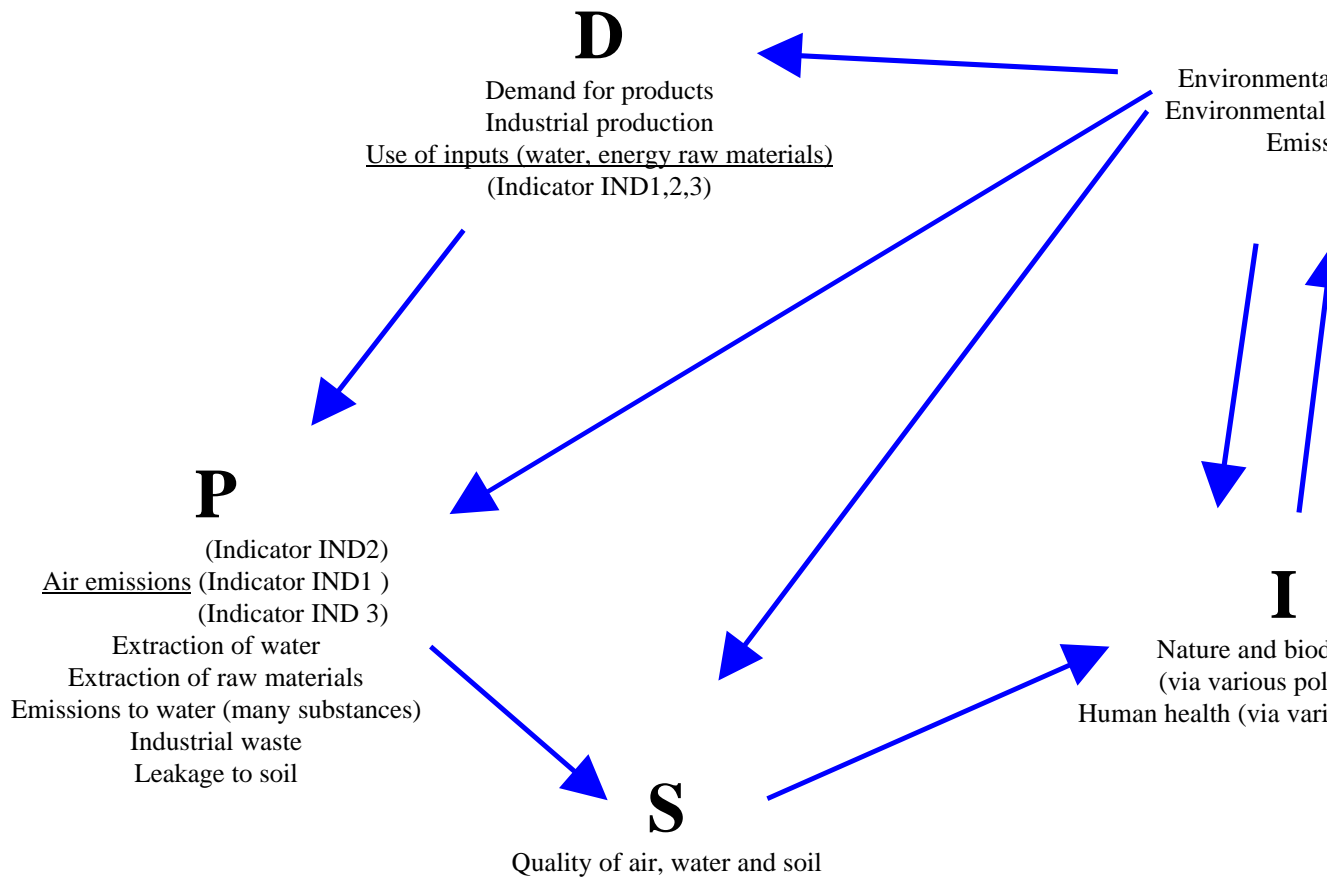 D
Demand for products
Industrial production
Use of inputs (water, energy raw materials)
(Indicator IND1,2,3)
Environmenta
Environmental
Emiss
P
(Indicator IND2)
Air emissions (Indicator IND1 )
(Indicator IND 3)
Extraction of water
Extraction of raw materials
Emissions to water (many substances)
Industrial waste
Leakage to soil
I
Nature and biod
(via various pol
Human health (via vari
S
Quality of air, water and soil